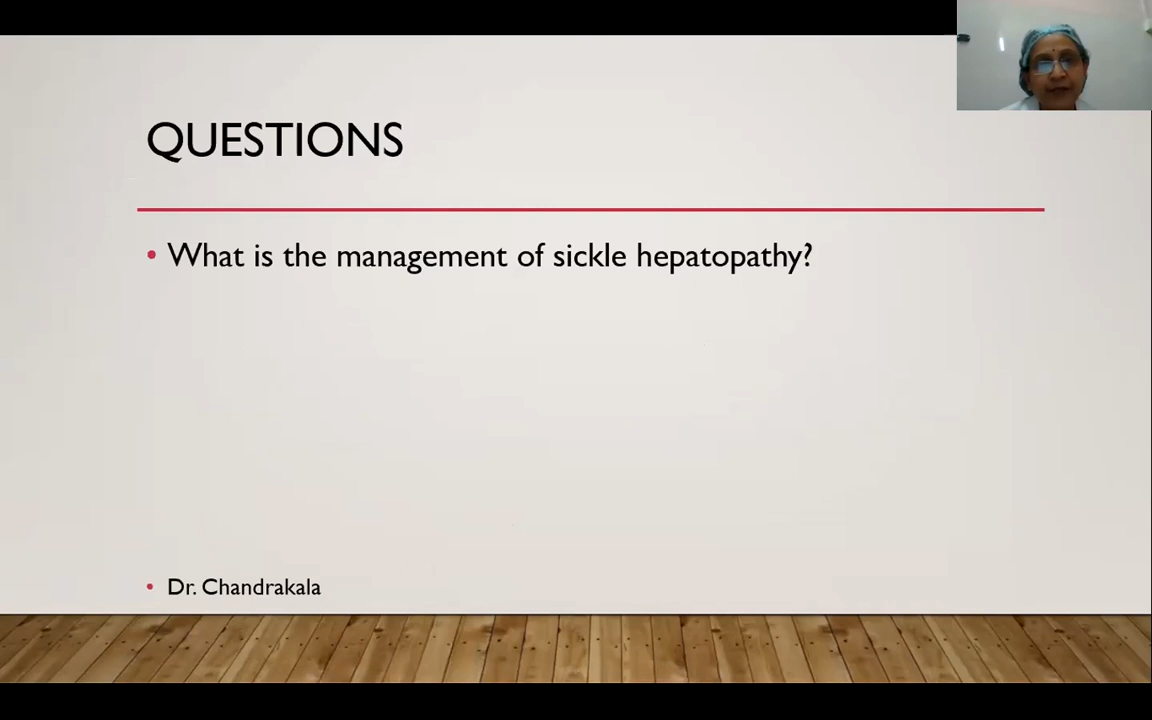 QUESTIONS
• What is the management of sickle hepatopathy?
• Dr. Chandrakala